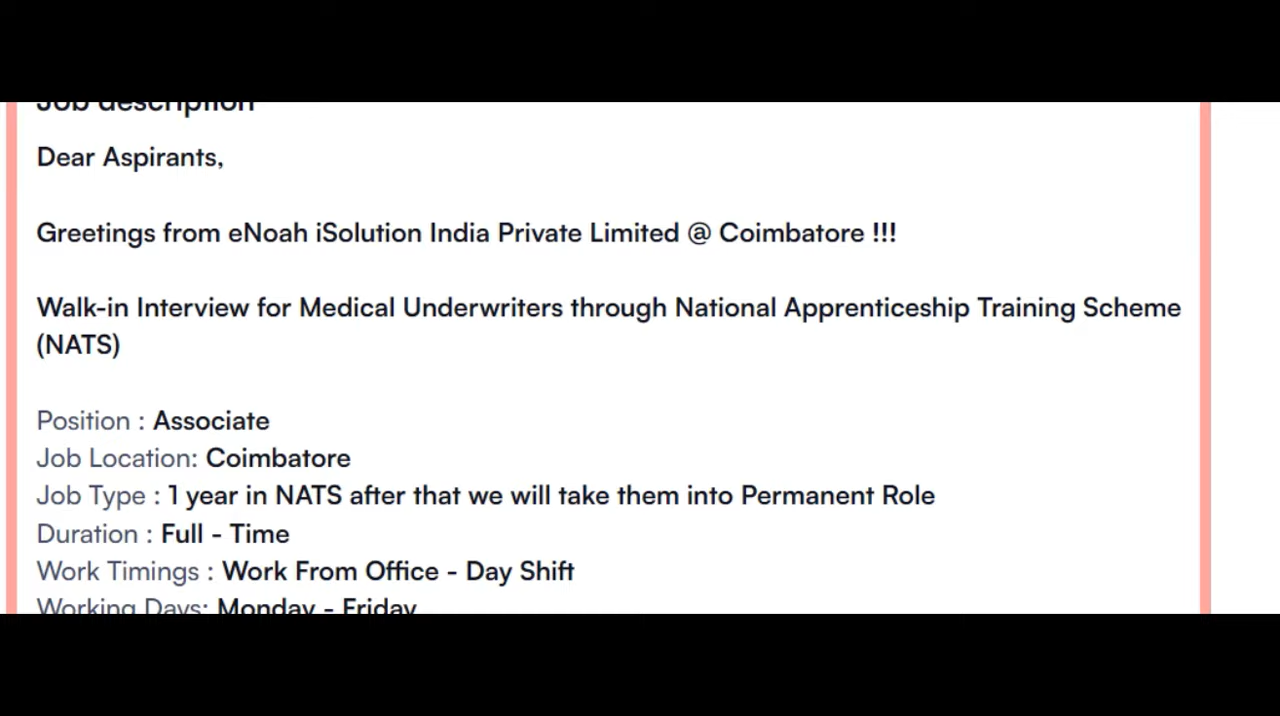 Job description
Dear Aspirants,
Greetings from eNoah iSolution India Private Limited @ Coimbatore !!!
Walk-in Interview for Medical Underwriters through National Apprenticeship Training Scheme
(NATS)
Position : Associate
Job Location: Coimbatore
Job Type : 1 year in NATS after that we will take them into Permanent Role
Duration : Full - Time
Work Timings : Work From Office - Day Shift
Working Days: Monday - Friday